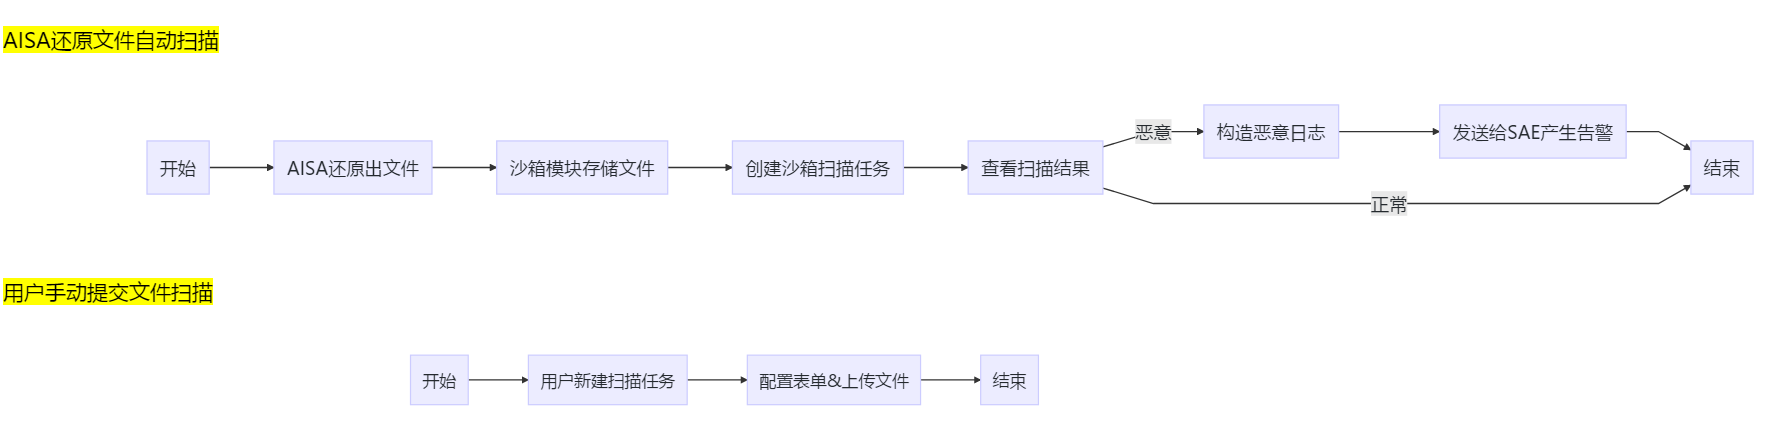 AISA还原文件自动扫描
开始
AISA还原出文件
沙箱模块存储文件
创建沙箱扫描任务
查看扫描结果
恶意
构造恶意日志
发送给SAE产生告警
正常
结束
用户手动提交文件扫描
开始
用户新建扫描任务
配置表单&上传文件
结束